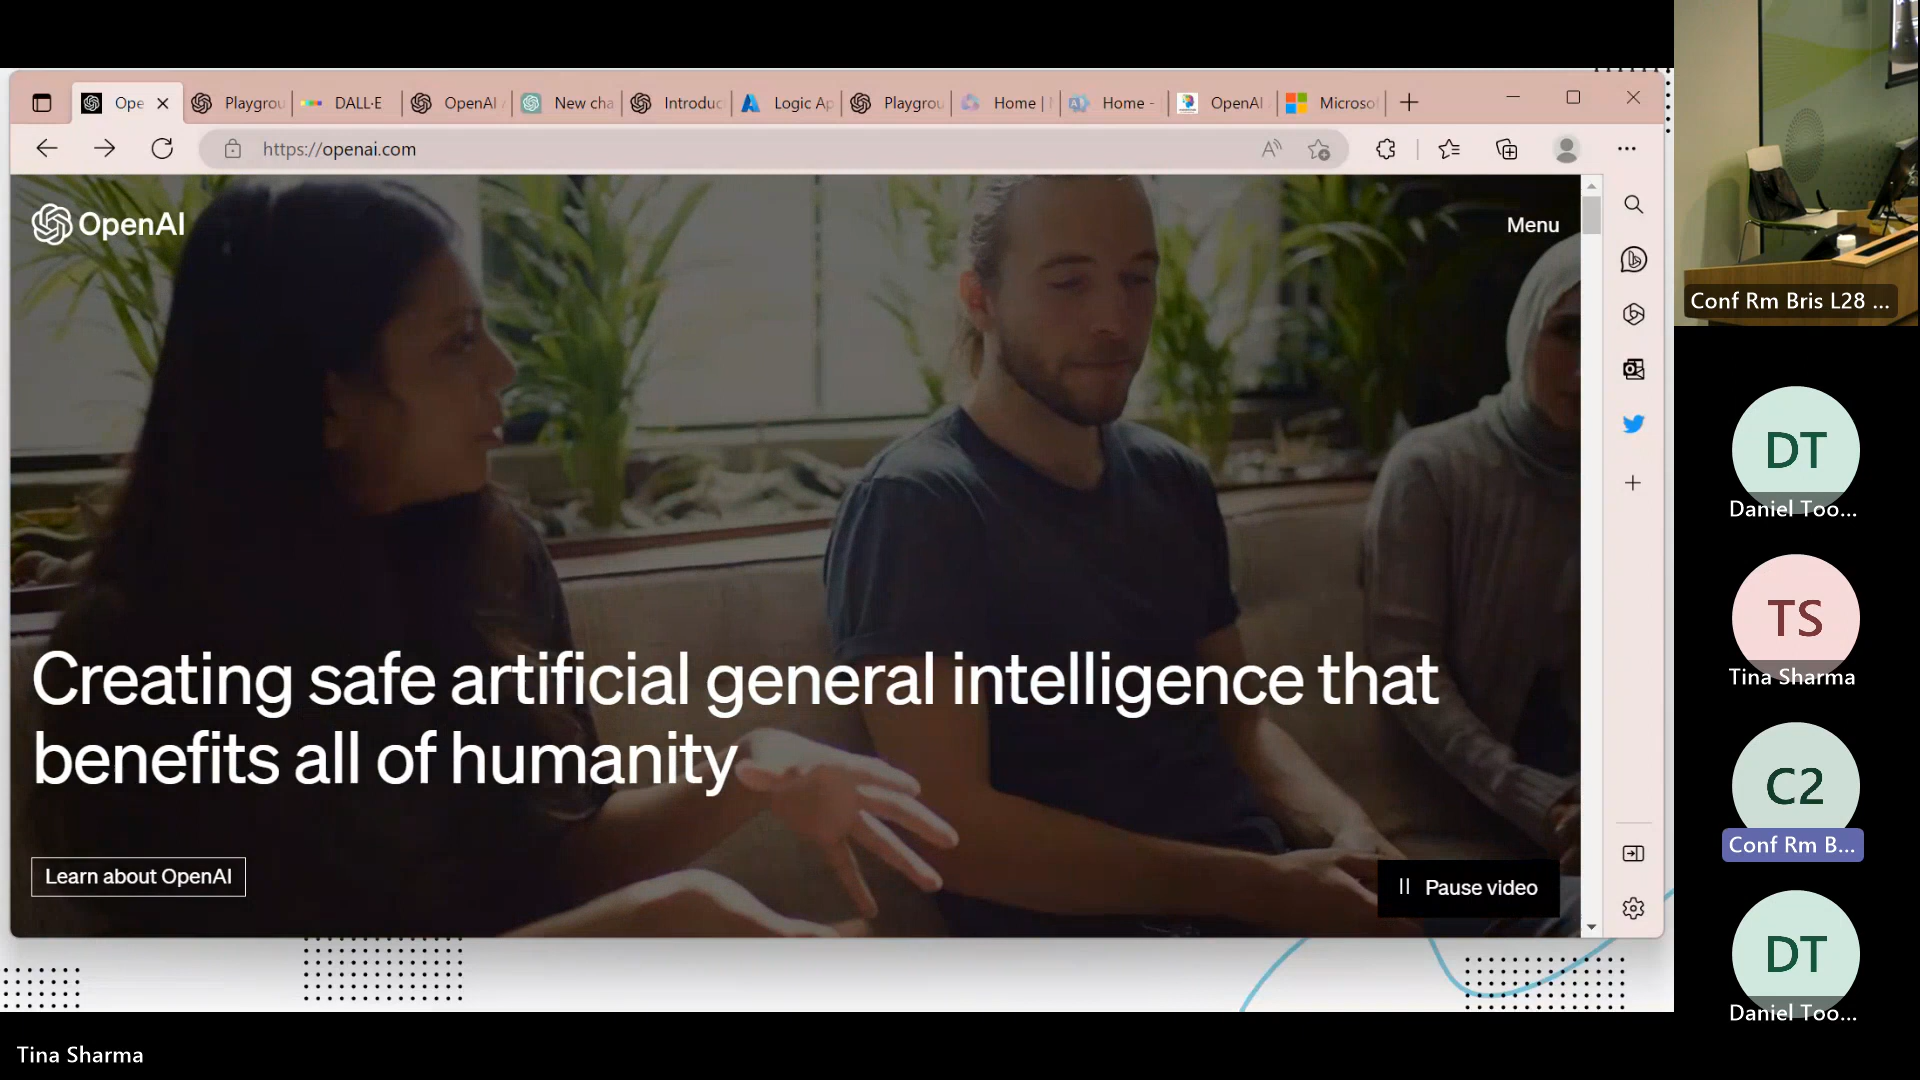 Ope
Playgrou
DALL·E
OpenAI
New cha
Introduc
Logic Ap
Playgrou
Home |
Home -
OpenAI
Microso
https://openai.com
OpenAI
Menu
Creating safe artificial general intelligence that
benefits all of humanity
Learn about OpenAI
Pause video
Conf Rm Bris L28 ...
DT
Daniel Too...
TS
Tina Sharma
C2
Conf Rm B...
DT
Daniel Too...
Tina Sharma